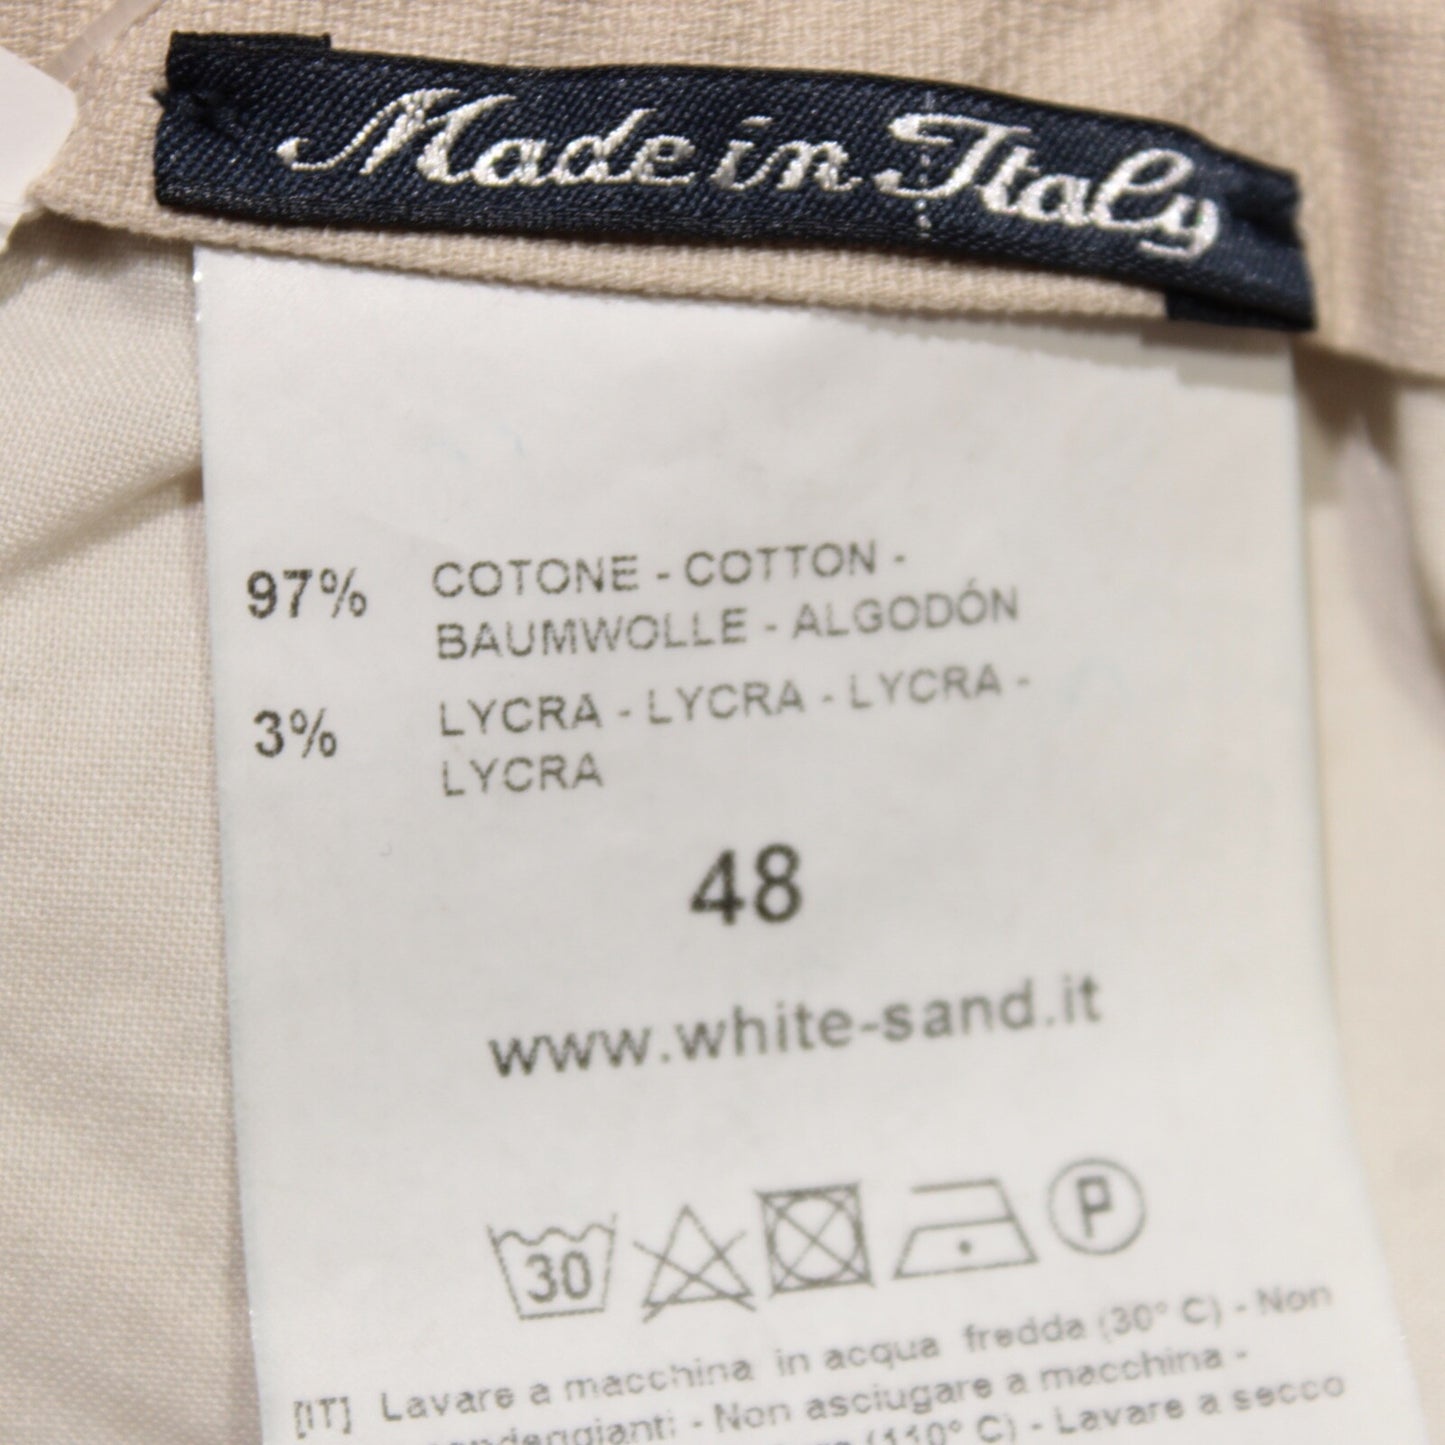 Made in Italy
97% COTONE - COTTON -
BAUMWOLLE - ALGODÓN
3% LYCRA - LYCRA - LYCRA -
LYCRA
48
www.white-sand.it
30 P
[IT] Lavare a macchina in acqua fredda (30° C) - Non
- Non asciugare a macchina -
(110° C) - Lavare a secco